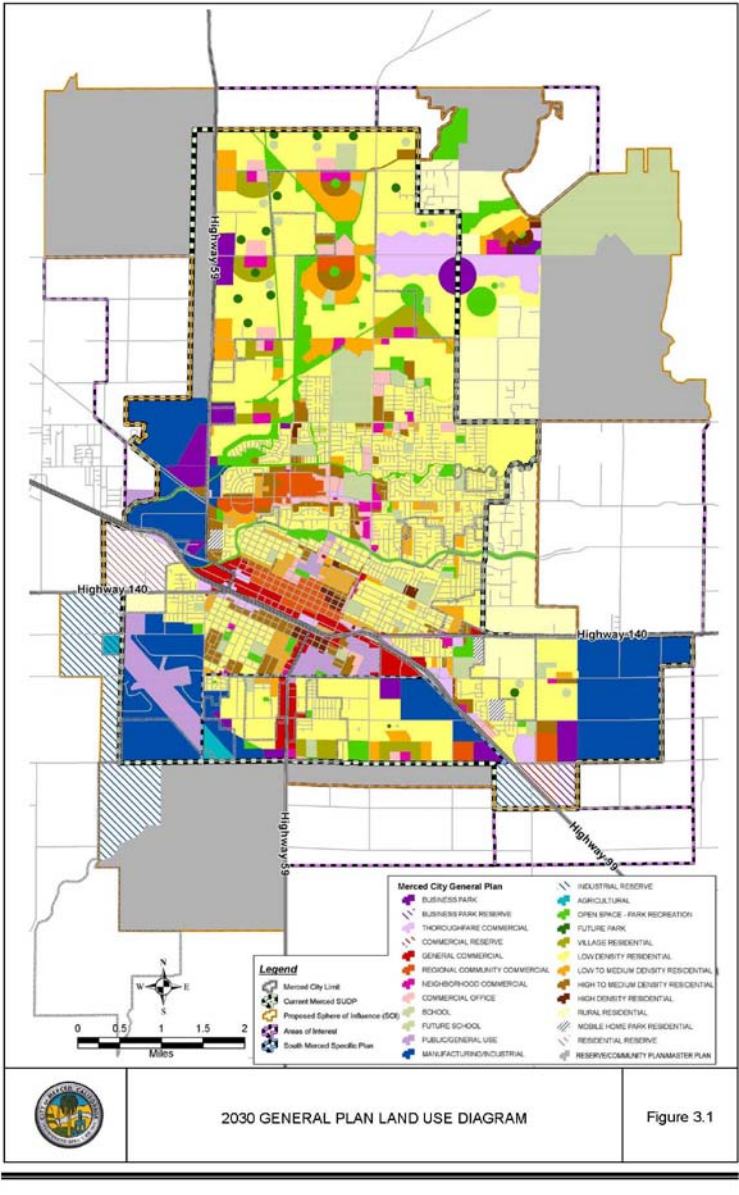 Highway 59
Highway 140
Highway 140
Highway 59
Highway 99
N
W E
S
0 0.5 1 1.5 2
Miles
Legend
Merced City Limit
Current Merced SUDP
Proposed Sphere of Influence (SOI)
Areas of Interest
South Merced Specific Plan
Merced City General Plan
BUSINESS PARK
BUSINESS PARK RESERVE
THOROUGHFARE COMMERCIAL
COMMERCIAL RESERVE
GENERAL COMMERCIAL
REGIONAL COMMUNITY COMMERCIAL
NEIGHBORHOOD COMMERCIAL
COMMERCIAL OFFICE
SCHOOL
FUTURE SCHOOL
PUBLIC/GENERAL USE
MANUFACTURING/INDUSTRIAL
INDUSTRIAL RESERVE
AGRICULTURAL
OPEN SPACE - PARK RECREATION
FUTURE PARK
VILLAGE RESIDENTIAL
LOW DENSITY RESIDENTIAL
LOW TO MEDIUM DENSITY RESIDENTIAL
HIGH TO MEDIUM DENSITY RESIDENTIAL
HIGH DENSITY RESIDENTIAL
RURAL RESIDENTIAL
MOBILE HOME PARK RESIDENTIAL
RESIDENTIAL RESERVE
RESERVE/COMMUNITY PLAN/MASTER PLAN
CITY OF MERCED, CALIFORNIA
2030 GENERAL PLAN LAND USE DIAGRAM
Figure 3.1